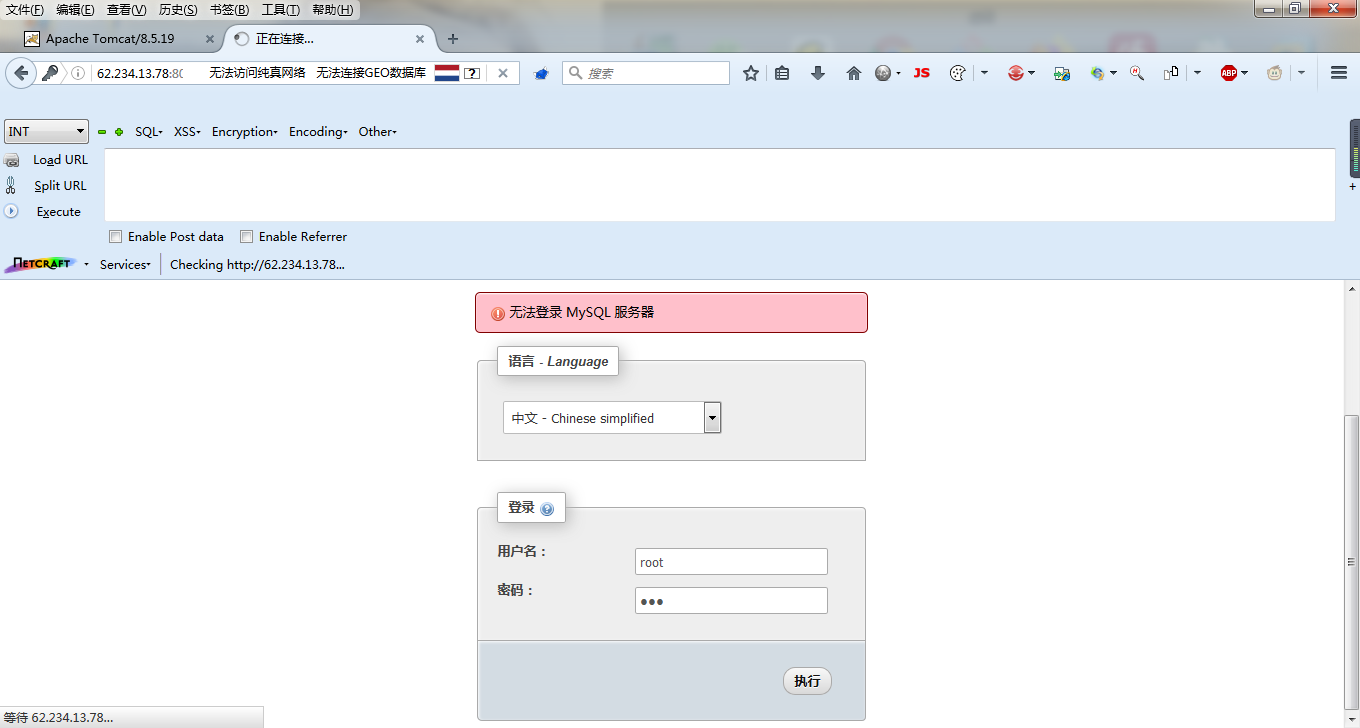 文件(F) 编辑(E) 查看(V) 历史(S) 书签(B) 工具(T) 帮助(H)
Apache Tomcat/8.5.19
正在连接...
62.234.13.78:80
无法访问纯真网络 无法连接GEO数据库
?
搜索
JS
ABP
INT
SQL
XSS
Encryption
Encoding
Other
Load URL
Split URL
Execute
Enable Post data
Enable Referrer
NETCRAFT
Services
Checking http://62.234.13.78...
无法登录 MySQL 服务器
语言 - Language
中文 - Chinese simplified
登录
用户名：
root
密码：
●●●
执行
等待 62.234.13.78...